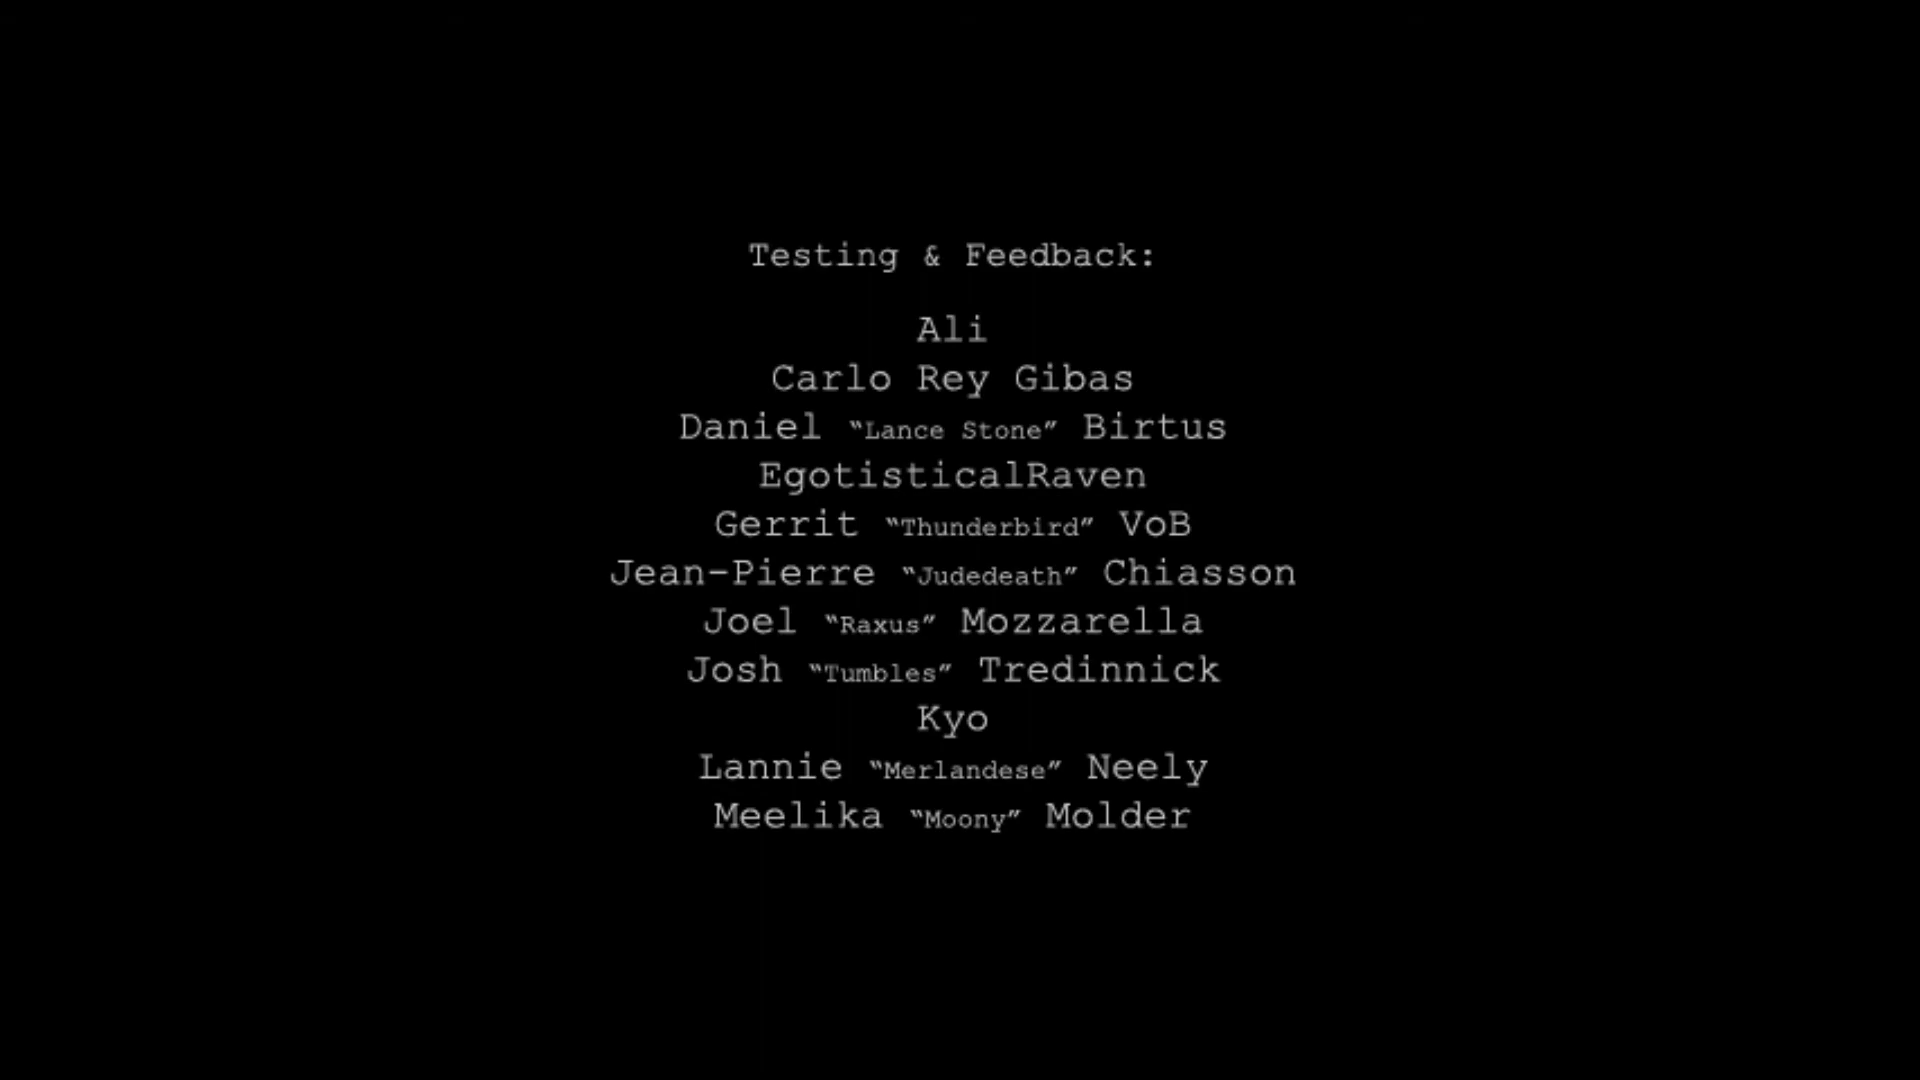 Testing & Feedback:
Ali
Carlo Rey Gibas
Daniel “Lance Stone” Birtus
EgotisticalRaven
Gerrit “Thunderbird” VoB
Jean-Pierre “Judedeath” Chiasson
Joel “Raxus” Mozzarella
Josh “Tumbles” Tredinnick
Kyo
Lannie “Merlandese” Neely
Meelika “Moony” Molder